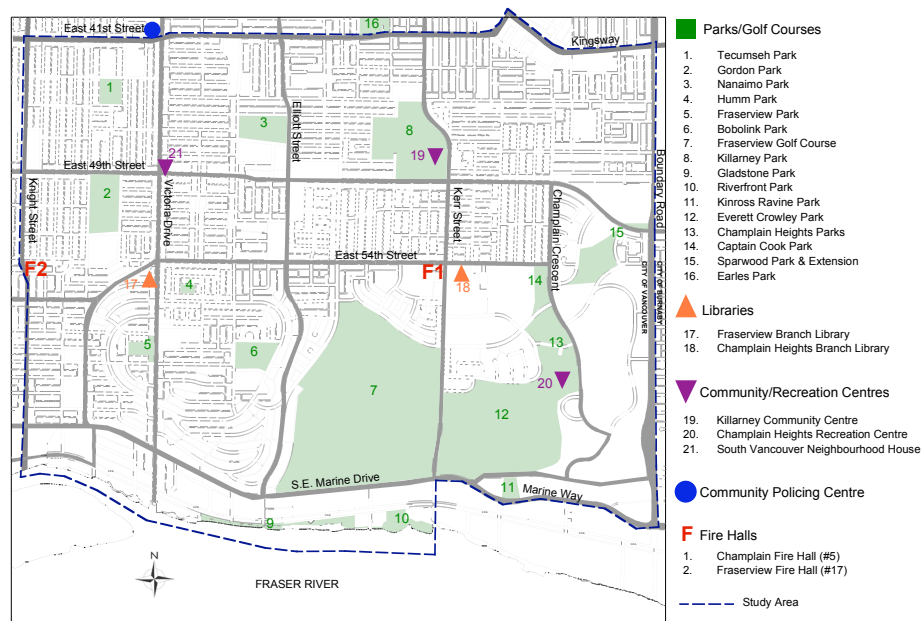 16
East 41st Street
Kingsway
1
3
Elliott Street
8
19
21
East 49th Street
Boundary Road
Knight Street
2
Victoria Drive
Kerr Street
Champlain Crescent
15
East 54th Street
F2
F1
17
18
4
14
CITY OF VANCOUVER
CITY OF BURNABY
5
6
13
7
20
12
S.E. Marine Drive
11
Marine Way
9
10
N
FRASER RIVER
Parks/Golf Courses
1. Tecumseh Park
2. Gordon Park
3. Nanaimo Park
4. Humm Park
5. Fraserview Park
6. Bobolink Park
7. Fraserview Golf Course
8. Killarney Park
9. Gladstone Park
10. Riverfront Park
11. Kinross Ravine Park
12. Everett Crowley Park
13. Champlain Heights Parks
14. Captain Cook Park
15. Sparwood Park & Extension
16. Earles Park
Libraries
17. Fraserview Branch Library
18. Champlain Heights Branch Library
Community/Recreation Centres
19. Killarney Community Centre
20. Champlain Heights Recreation Centre
21. South Vancouver Neighbourhood House
Community Policing Centre
F Fire Halls
1. Champlain Fire Hall (#5)
2. Fraserview Fire Hall (#17)
Study Area